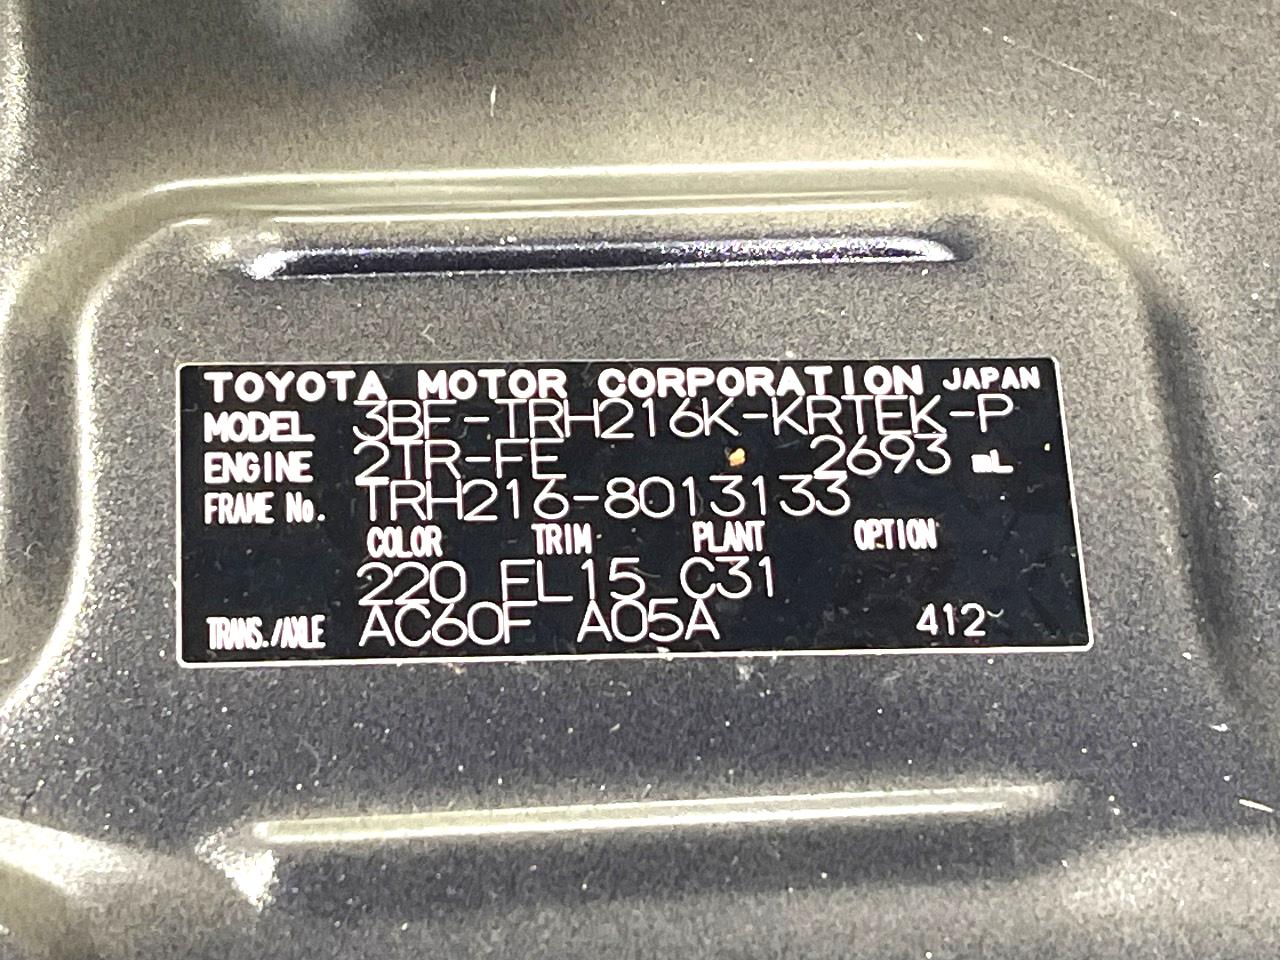 TOYOTA MOTOR CORPORATION JAPAN
MODEL 3BF-TRH216K-KRTEK-P
ENGINE 2TR-FE 2693 mL
FRAME No. TRH216-8013133
COLOR TRIM PLANT OPTION
220 FL15 C31
TRANS./AXLE AC60F A05A 412